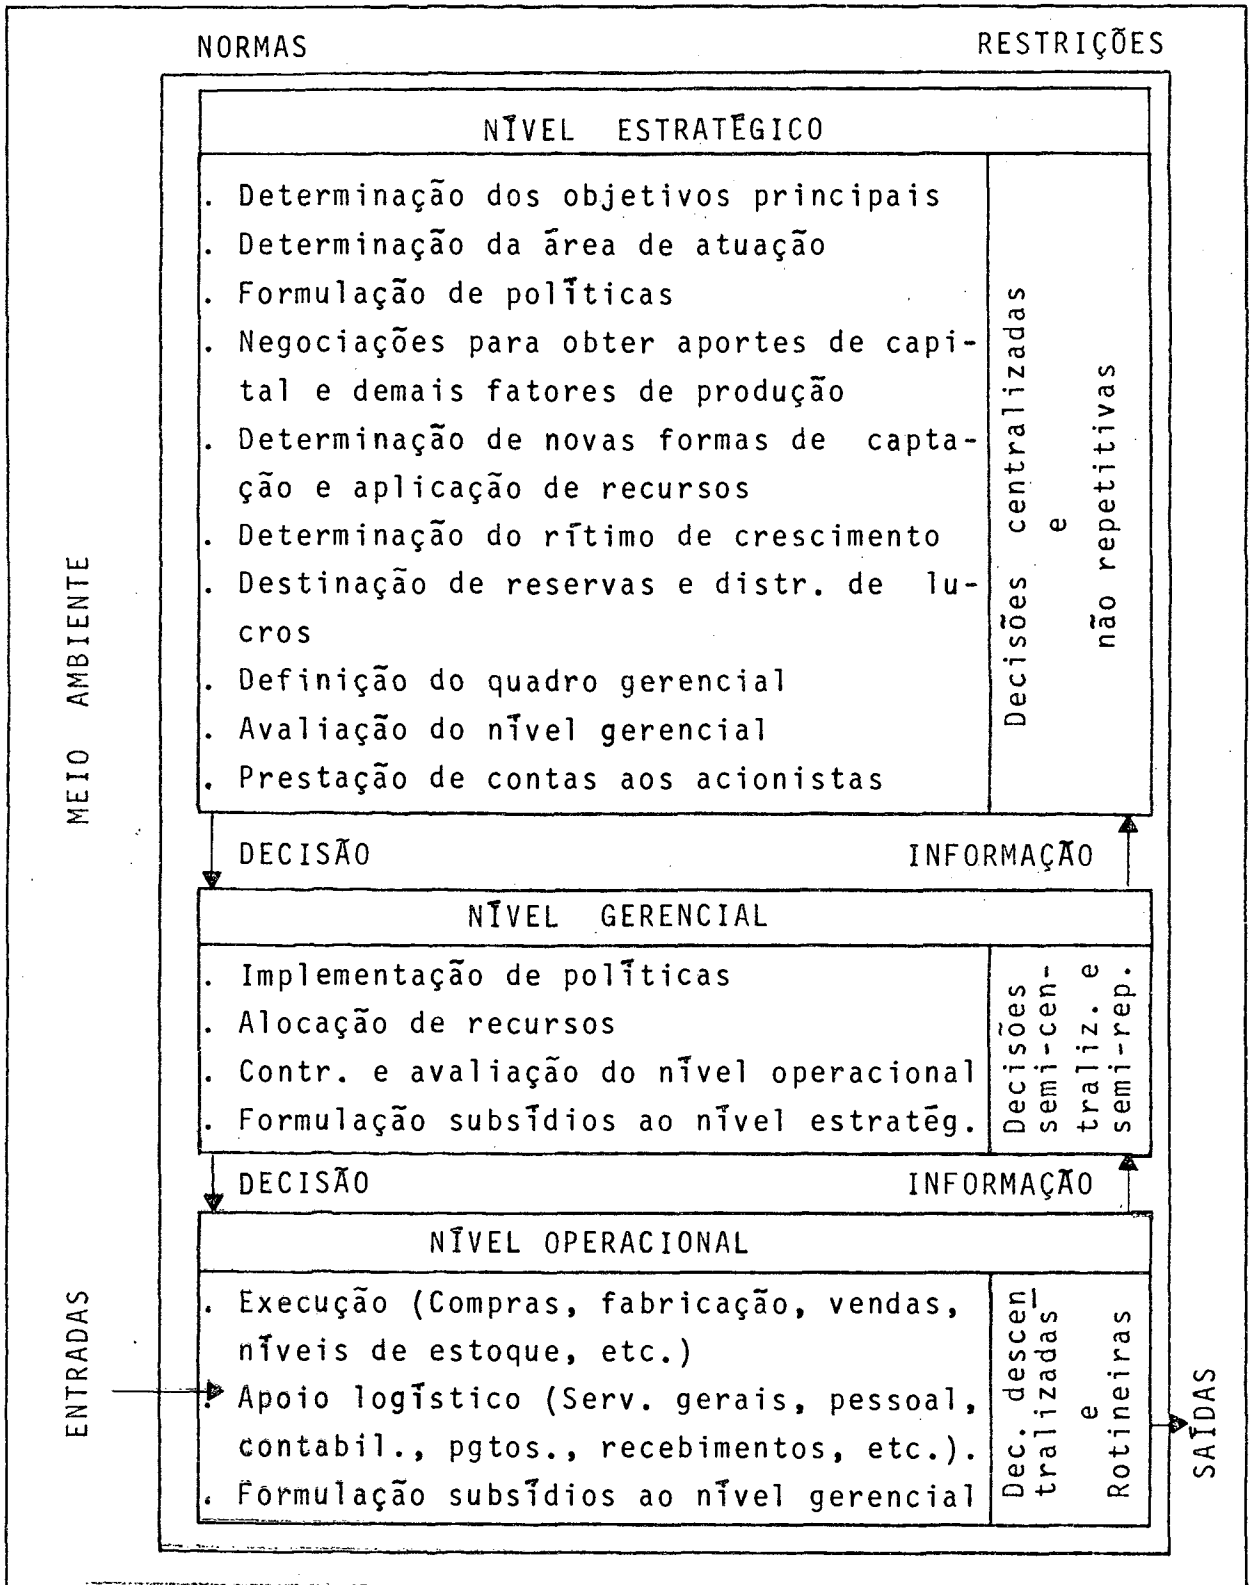 NORMAS RESTRIÇÕES
NÍVEL ESTRATÉGICO
. Determinação dos objetivos principais
. Determinação da área de atuação
. Formulação de políticas
. Negociações para obter aportes de capi-
tal e demais fatores de produção
. Determinação de novas formas de capta-
ção e aplicação de recursos
. Determinação do rítimo de crescimento
. Destinação de reservas e distr. de lu-
cros
. Definição do quadro gerencial
. Avaliação do nível gerencial
. Prestação de contas aos acionistas
Decisões centralizadas
e
não repetitivas
MEIO AMBIENTE
DECISÃO INFORMAÇÃO
NÍVEL GERENCIAL
. Implementação de políticas
. Alocação de recursos
. Contr. e avaliação do nível operacional
. Formulação subsídios ao nível estratég.
Decisões
semi-cen-
traliz. e
semi-rep.
DECISÃO INFORMAÇÃO
NÍVEL OPERACIONAL
. Execução (Compras, fabricação, vendas,
níveis de estoque, etc.)
. Apoio logístico (Serv. gerais, pessoal,
contabil., pgtos., recebimentos, etc.).
. Formulação subsídios ao nível gerencial
Dec. descen
tralizadas
e
Rotineiras
ENTRADAS
SAÍDAS